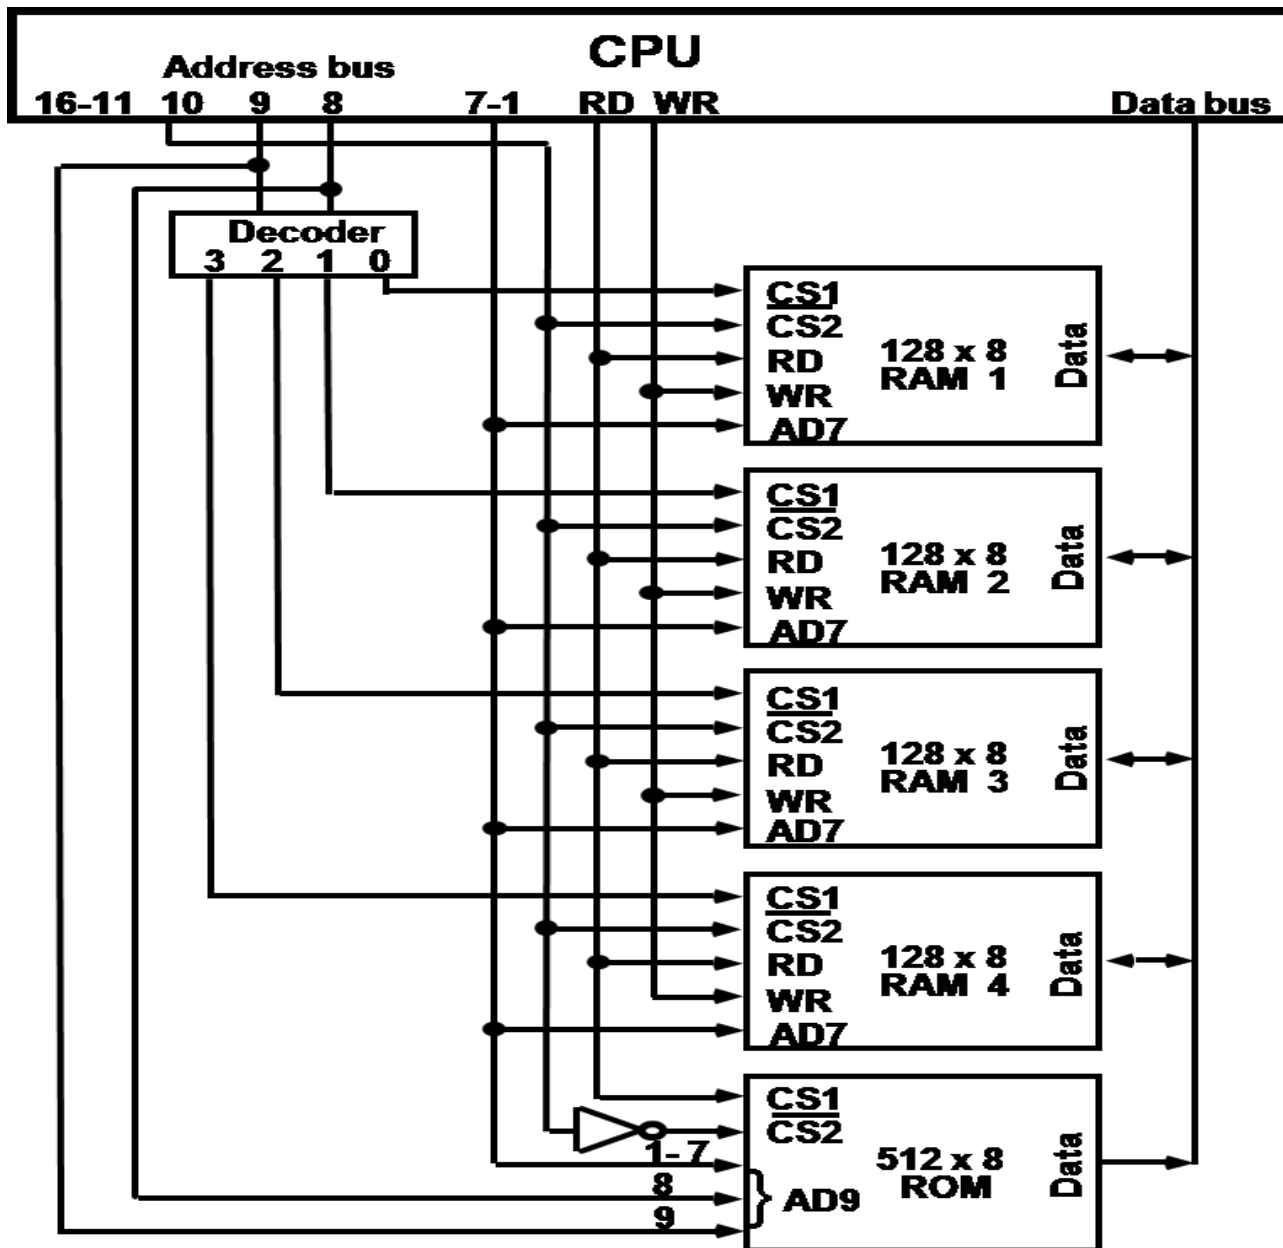 CPU
Address bus
16-11 10 9 8 7-1 RD WR Data bus
Decoder
3 2 1 0
CS1
CS2
RD
WR
AD7
128 x 8
RAM 1
Data
CS1
CS2
RD
WR
AD7
128 x 8
RAM 2
Data
CS1
CS2
RD
WR
AD7
128 x 8
RAM 3
Data
CS1
CS2
RD
WR
AD7
128 x 8
RAM 4
Data
CS1
CS2
1- 7
8
9
} AD9
512 x 8
ROM
Data